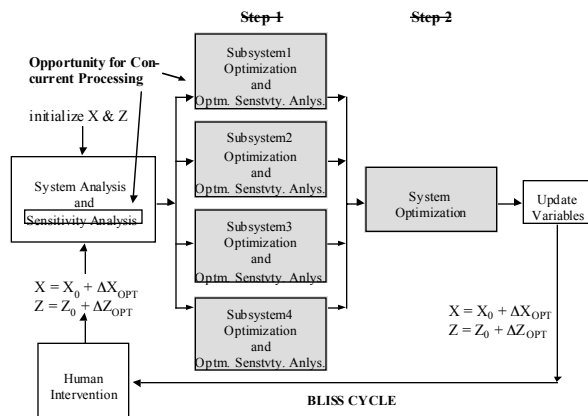 Step 1
Step 2
Opportunity for Con-
current Processing
initialize X & Z
System Analysis
and
Sensitivity Analysis
X = X0 + ΔXOPT
Z = Z0 + ΔZOPT
Human
Intervention
Subsystem1
Optimization
and
Optm. Senstvty. Anlys.
Subsystem2
Optimization
and
Optm. Senstvty. Anlys.
Subsystem3
Optimization
and
Optm. Senstvty. Anlys.
Subsystem4
Optimization
and
Optm. Senstvty. Anlys.
System
Optimization
Update
Variables
X = X0 + ΔXOPT
Z = Z0 + ΔZOPT
BLISS CYCLE